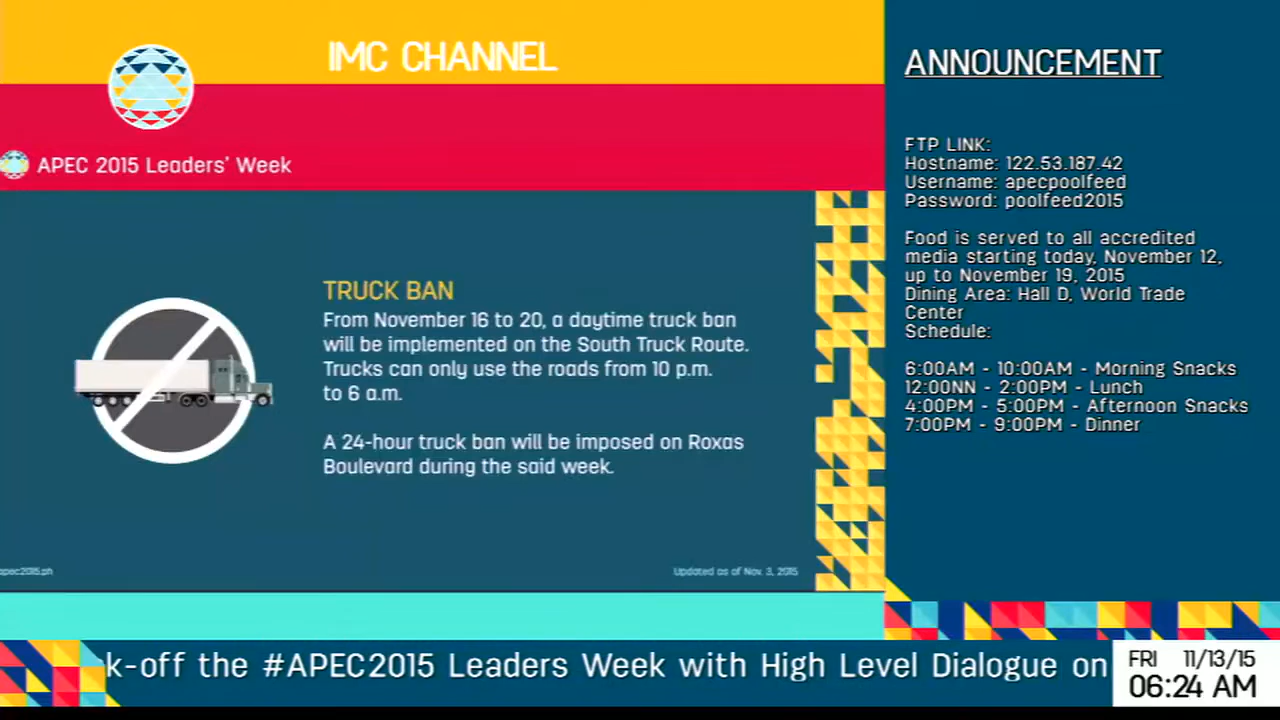 IMC CHANNEL
APEC 2015 Leaders' Week
TRUCK BAN
From November 16 to 20, a daytime truck ban
will be implemented on the South Truck Route.
Trucks can only use the roads from 10 p.m.
to 6 a.m.
A 24-hour truck ban will be imposed on Roxas
Boulevard during the said week.
apec2015.ph
Updated as of Nov. 3, 2015
ANNOUNCEMENT
FTP LINK:
Hostname: 122.53.187.42
Username: apecpoolfeed
Password: poolfeed2015
Food is served to all accredited
media starting today, November 12,
up to November 19, 2015
Dining Area: Hall D, World Trade
Center
Schedule:
6:00AM - 10:00AM - Morning Snacks
12:00NN - 2:00PM - Lunch
4:00PM - 5:00PM - Afternoon Snacks
7:00PM - 9:00PM - Dinner
k-off the #APEC2015 Leaders Week with High Level Dialogue on
FRI 11/13/15
06:24 AM